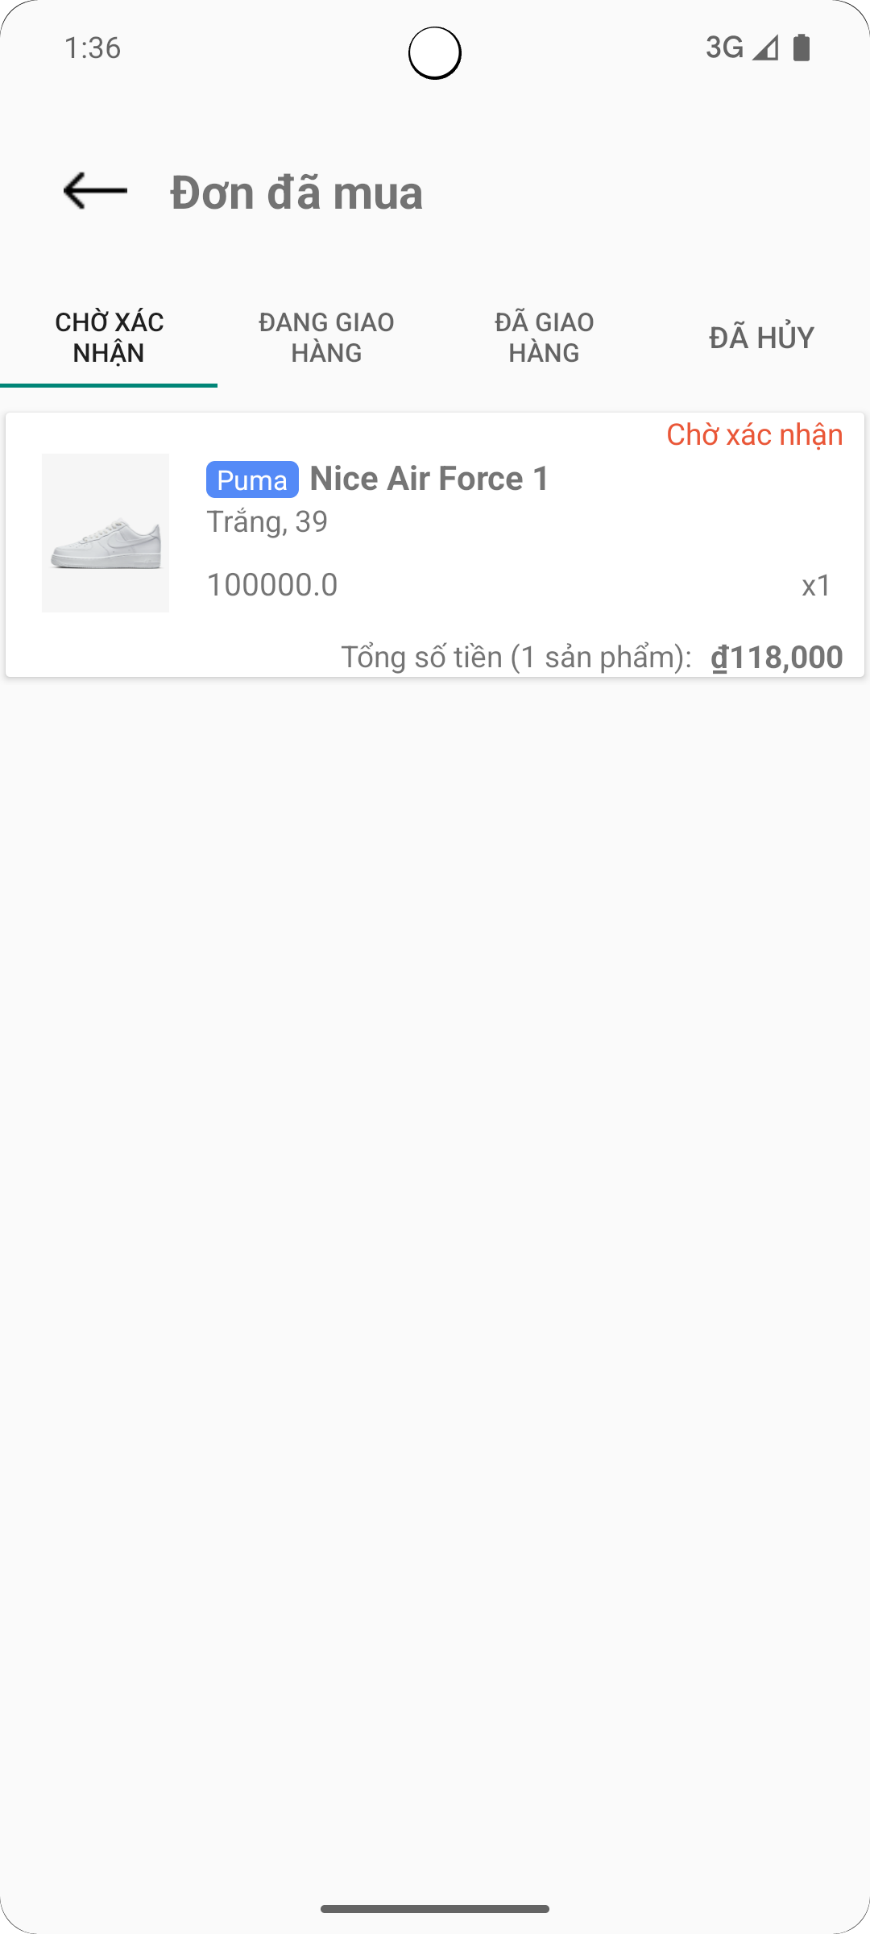 1:36
3G
Đơn đã mua
CHỜ XÁC
NHẬN
ĐANG GIAO
HÀNG
ĐÃ GIAO
HÀNG
ĐÃ HỦY
Chờ xác nhận
Puma Nice Air Force 1
Trắng, 39
100000.0 x1
Tổng số tiền (1 sản phẩm): ₫118,000